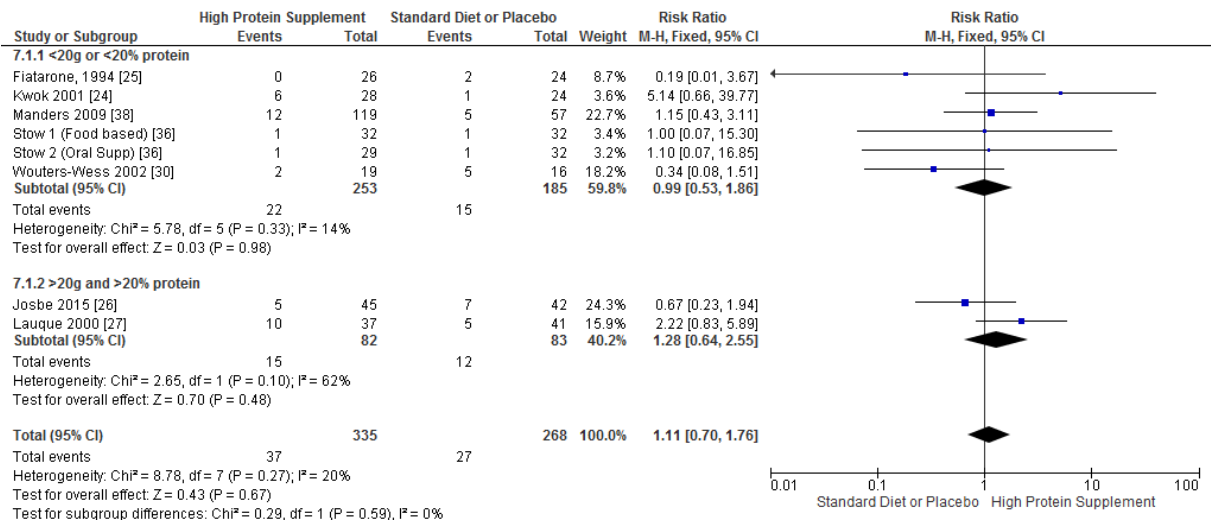 High Protein Supplement Standard Diet or Placebo Risk Ratio Risk Ratio
Study or Subgroup Events Total Events Total Weight M-H, Fixed, 95% CI M-H, Fixed, 95% CI
7.1.1 <20g or <20% protein
Fiatarone, 1994 [25] 0 26 2 24 8.7% 0.19 [0.01, 3.67]
Kwok 2001 [24] 6 28 1 24 3.6% 5.14 [0.66, 39.77]
Manders 2009 [38] 12 119 5 57 22.7% 1.15 [0.43, 3.11]
Stow 1 (Food based) [36] 1 32 1 32 3.4% 1.00 [0.07, 15.30]
Stow 2 (Oral Supp) [36] 1 29 1 32 3.2% 1.10 [0.07, 16.85]
Wouters-Wess 2002 [30] 2 19 5 16 18.2% 0.34 [0.08, 1.51]
Subtotal (95% CI) 253 185 59.8% 0.99 [0.53, 1.86]
Total events 22 15
Heterogeneity: Chi² = 5.78, df = 5 (P = 0.33); I² = 14%
Test for overall effect: Z = 0.03 (P = 0.98)
7.1.2 >20g and >20% protein
Josbe 2015 [26] 5 45 7 42 24.3% 0.67 [0.23, 1.94]
Lauque 2000 [27] 10 37 5 41 15.9% 2.22 [0.83, 5.89]
Subtotal (95% CI) 82 83 40.2% 1.28 [0.64, 2.55]
Total events 15 12
Heterogeneity: Chi² = 2.65, df = 1 (P = 0.10); I² = 62%
Test for overall effect: Z = 0.70 (P = 0.48)
Total (95% CI) 335 268 100.0% 1.11 [0.70, 1.76]
Total events 37 27
Heterogeneity: Chi² = 8.78, df = 7 (P = 0.27); I² = 20%
Test for overall effect: Z = 0.43 (P = 0.67)
Test for subgroup differences: Chi² = 0.29, df = 1 (P = 0.59), I² = 0%
0.01 0.1 1 10 100
Standard Diet or Placebo High Protein Supplement